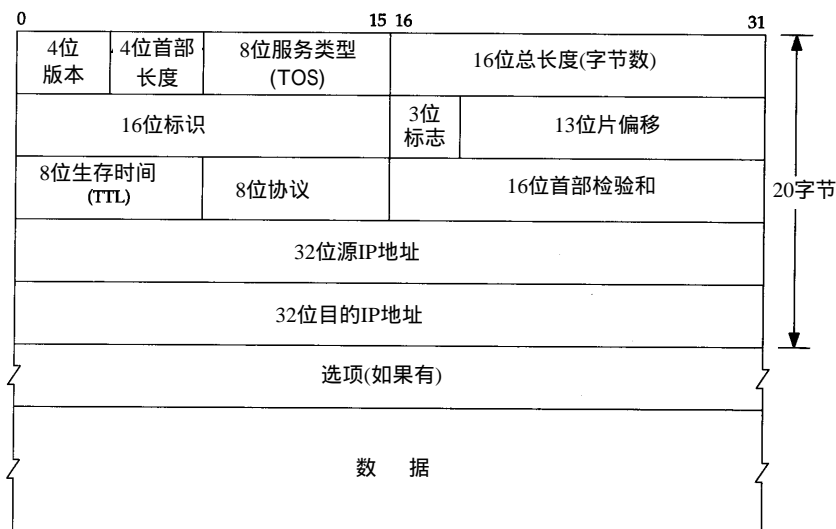 0 15 16 31
4位
版本
4位首部
长度
8位服务类型
(TOS)
16位总长度(字节数)
16位标识
3位
标志
13位片偏移
8位生存时间
(TTL)
8位协议
16位首部检验和
20字节
32位源IP地址
32位目的IP地址
选项(如果有)
数 据